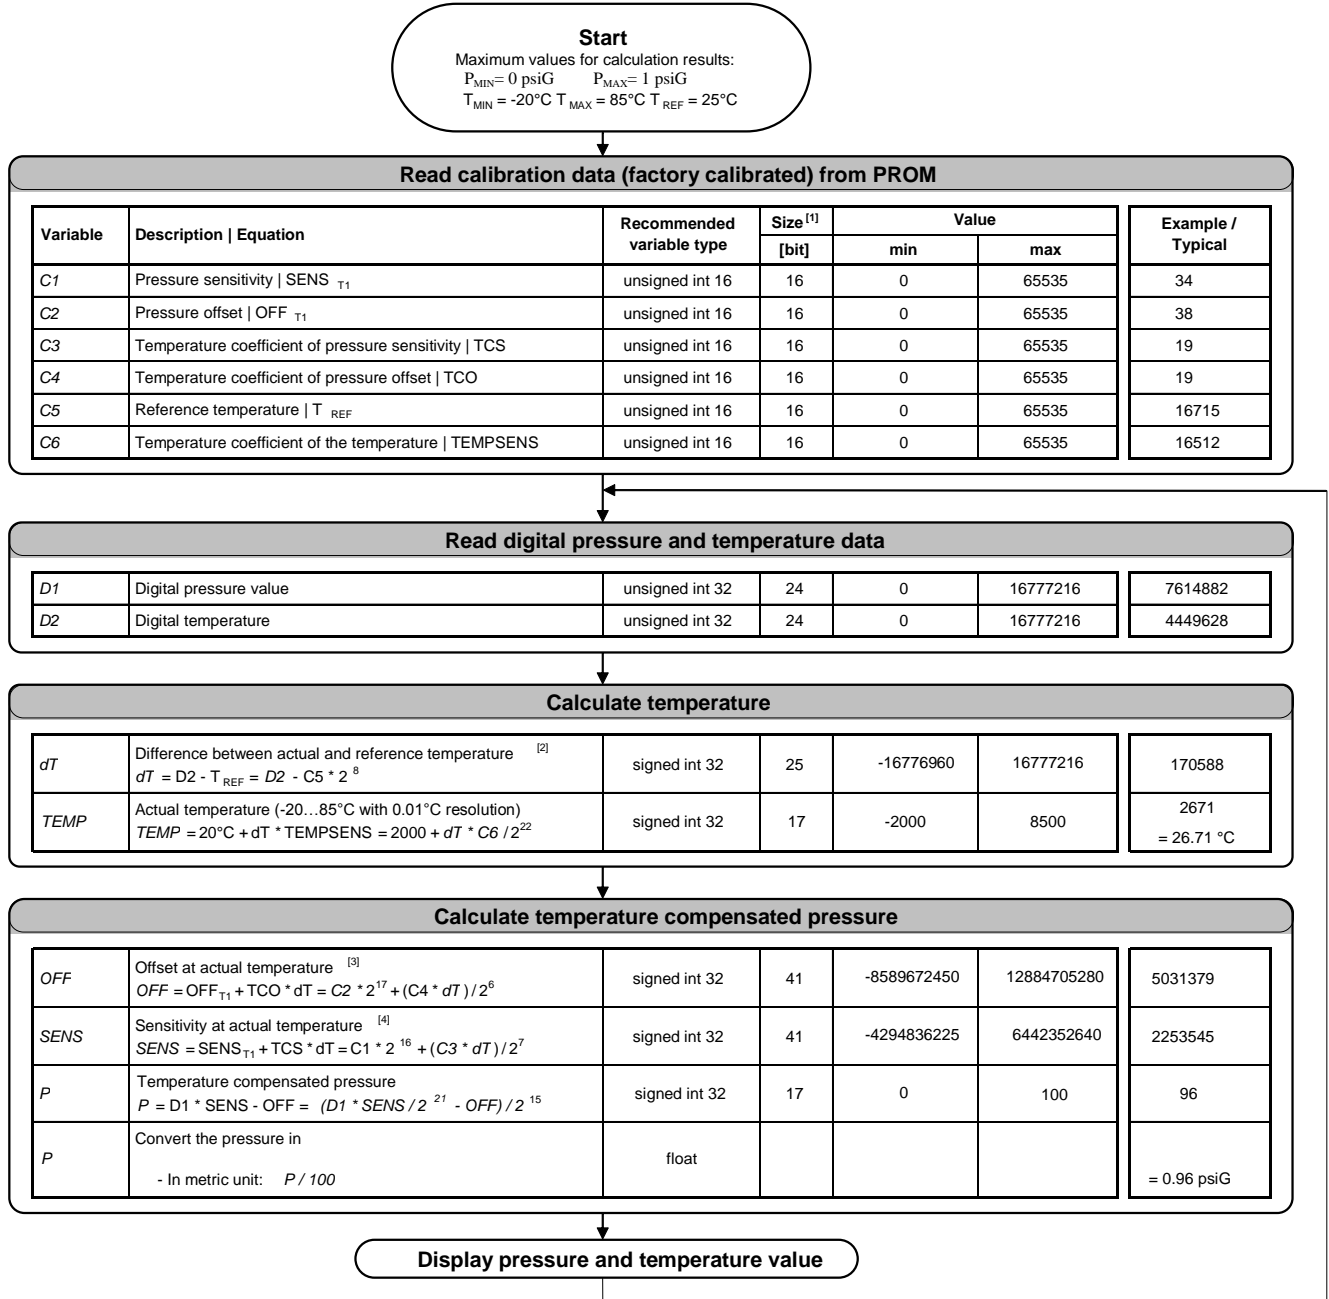 Start
Maximum values for calculation results:
P MIN= 0 psiG P MAX= 1 psiG
T MIN = -20°C T MAX = 85°C T REF = 25°C
Read calibration data (factory calibrated) from PROM
Variable Description | Equation Recommended variable type Size [1] [bit] Value min max Example / Typical
C1 Pressure sensitivity | SENS T1 unsigned int 16 16 0 65535 34
C2 Pressure offset | OFF T1 unsigned int 16 16 0 65535 38
C3 Temperature coefficient of pressure sensitivity | TCS unsigned int 16 16 0 65535 19
C4 Temperature coefficient of pressure offset | TCO unsigned int 16 16 0 65535 19
C5 Reference temperature | T REF unsigned int 16 16 0 65535 16715
C6 Temperature coefficient of the temperature | TEMPSENS unsigned int 16 16 0 65535 16512
Read digital pressure and temperature data
D1 Digital pressure value unsigned int 32 24 0 16777216 7614882
D2 Digital temperature unsigned int 32 24 0 16777216 4449628
Calculate temperature
Difference between actual and reference temperature [2]
dT dT = D2 - T REF = D2 - C5 * 2 8 signed int 32 25 -16776960 16777216 170588
Actual temperature (-20…85°C with 0.01°C resolution) 2671
TEMP TEMP = 20°C + dT * TEMPSENS = 2000 + dT * C6 / 2 22 signed int 32 17 -2000 8500 = 26.71 °C
Calculate temperature compensated pressure
Offset at actual temperature [3]
OFF OFF = OFF T1 + TCO * dT = C2 * 2 17 + (C4 * dT ) / 2 6 signed int 32 41 -8589672450 12884705280 5031379
Sensitivity at actual temperature [4]
SENS SENS = SENS T1 + TCS * dT = C1 * 2 16 + (C3 * dT ) / 2 7 signed int 32 41 -4294836225 6442352640 2253545
Temperature compensated pressure
P P = D1 * SENS - OFF = (D1 * SENS / 2 21 - OFF) / 2 15 signed int 32 17 0 100 96
Convert the pressure in
P float
- In metric unit: P / 100 = 0.96 psiG
Display pressure and temperature value